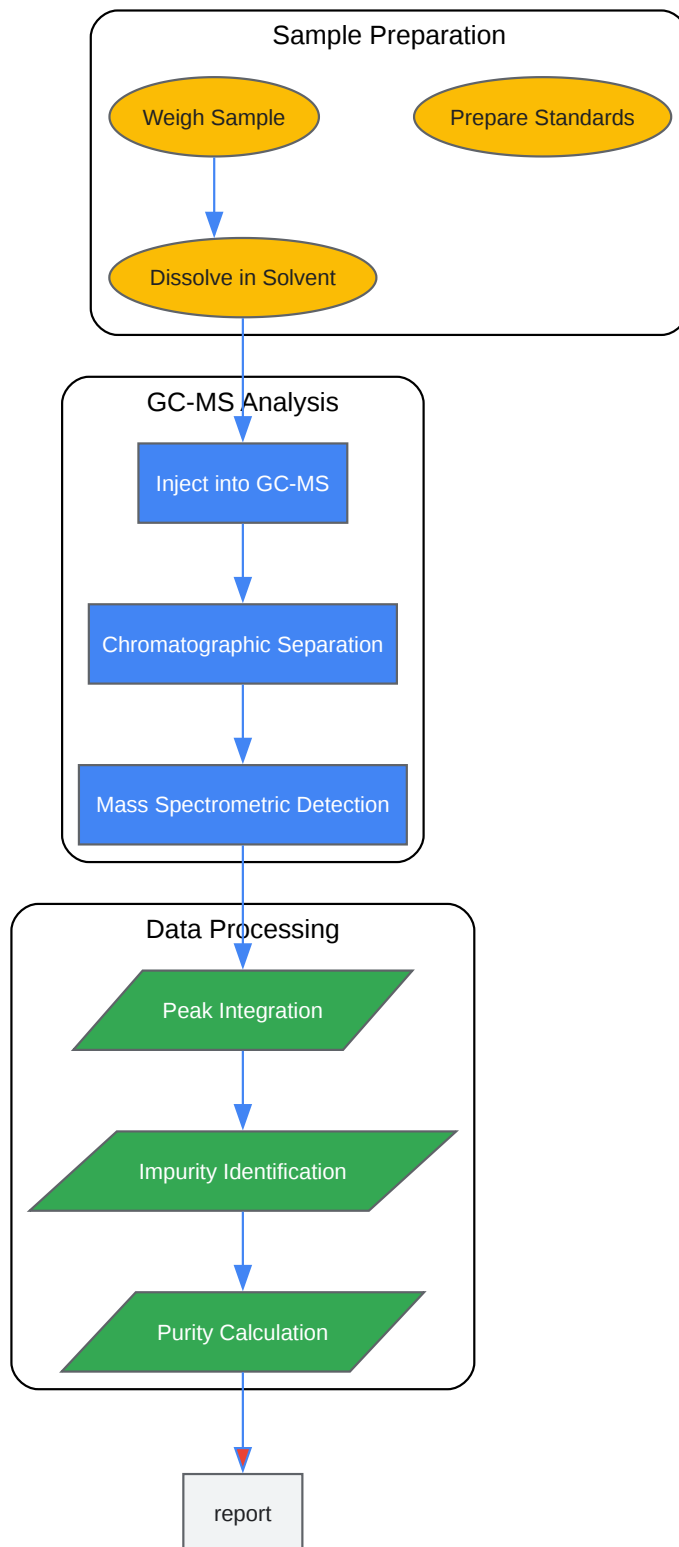 Sample Preparation
Weigh Sample
Prepare Standards
Dissolve in Solvent
GC-MS Analysis
Inject into GC-MS
Chromatographic Separation
Mass Spectrometric Detection
Data Processing
Peak Integration
Impurity Identification
Purity Calculation
report